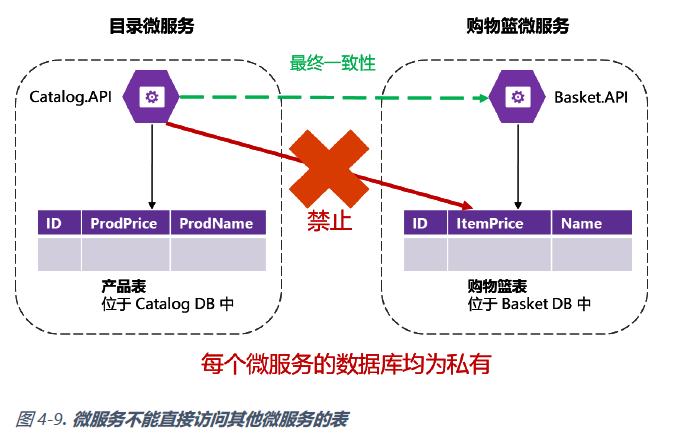 目录微服务
购物篮微服务
最终一致性
Catalog.API
Basket.API
禁止
ID ProdPrice ProdName
ID ItemPrice Name
产品表
位于 Catalog DB 中
购物篮表
位于 Basket DB 中
每个微服务的数据库均为私有
图 4-9. 微服务不能直接访问其他微服务的表